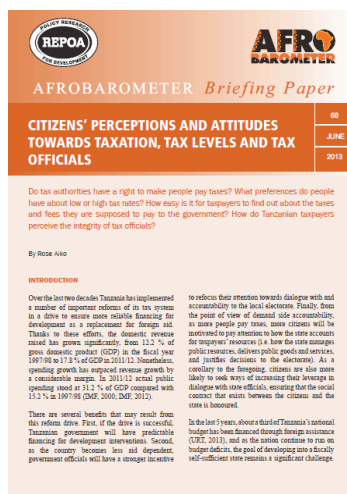 POLICY RESEARCH
REPOA
FOR DEVELOPMENT
AFRO
BAROMETER
AFROBAROMETER Briefing Paper
CITIZENS' PERCEPTIONS AND ATTITUDES
TOWARDS TAXATION, TAX LEVELS AND TAX
OFFICIALS
68
JUNE
2013
Do tax authorities have a right to make people pay taxes? What preferences do people
have about low or high tax rates? How easy is it for taxpayers to find out about the taxes
and fees they are supposed to pay to the government? How do Tanzanian taxpayers
perceive the integrity of tax officials?
By Rose Aiko
INTRODUCTION
Over the last two decades Tanzania has implemented
a number of important reforms of its tax system
in a drive to ensure more reliable financing for
development as a replacement for foreign aid.
Thanks to these efforts, the domestic revenue
raised has grown significantly, from 12.2 % of
gross domestic product (GDP) in the fiscal year
1997/98 to 17.8 % of GDP in 2011/12. Nonetheless,
spending growth has outpaced revenue growth by
a considerable margin. In 2011/12 actual public
spending stood at 31.2 % of GDP compared with
15.2 % in 1997/98 (IMF, 2000; IMF, 2012).
There are several benefits that may result from
this reform drive. First, if the drive is successful,
Tanzanian government will have predictable
financing for development interventions. Second,
as the country becomes less aid dependent,
government officials will have a stronger incentive
to refocus their attention towards dialogue with and
accountability to the local electorate. Finally, from
the point of view of demand side accountability,
as more people pay taxes, more citizens will be
motivated to pay attention to how the state accounts
for taxpayers' resources (i.e. how the state manages
public resources, delivers public goods and services,
and justifies decisions to the electorate). As a
corollary to the foregoing, citizens are also more
likely to seek ways of increasing their leverage in
dialogue with state officials, ensuring that the social
contract that exists between the citizens and the
state is honoured.
In the last 5 years, about a third of Tanzania's national
budget has been financed through foreign assistance
(URT, 2013), and as the nation continue to run on
budget deficits, the goal of developing into a fiscally
self-sufficient state remains a significant challenge.